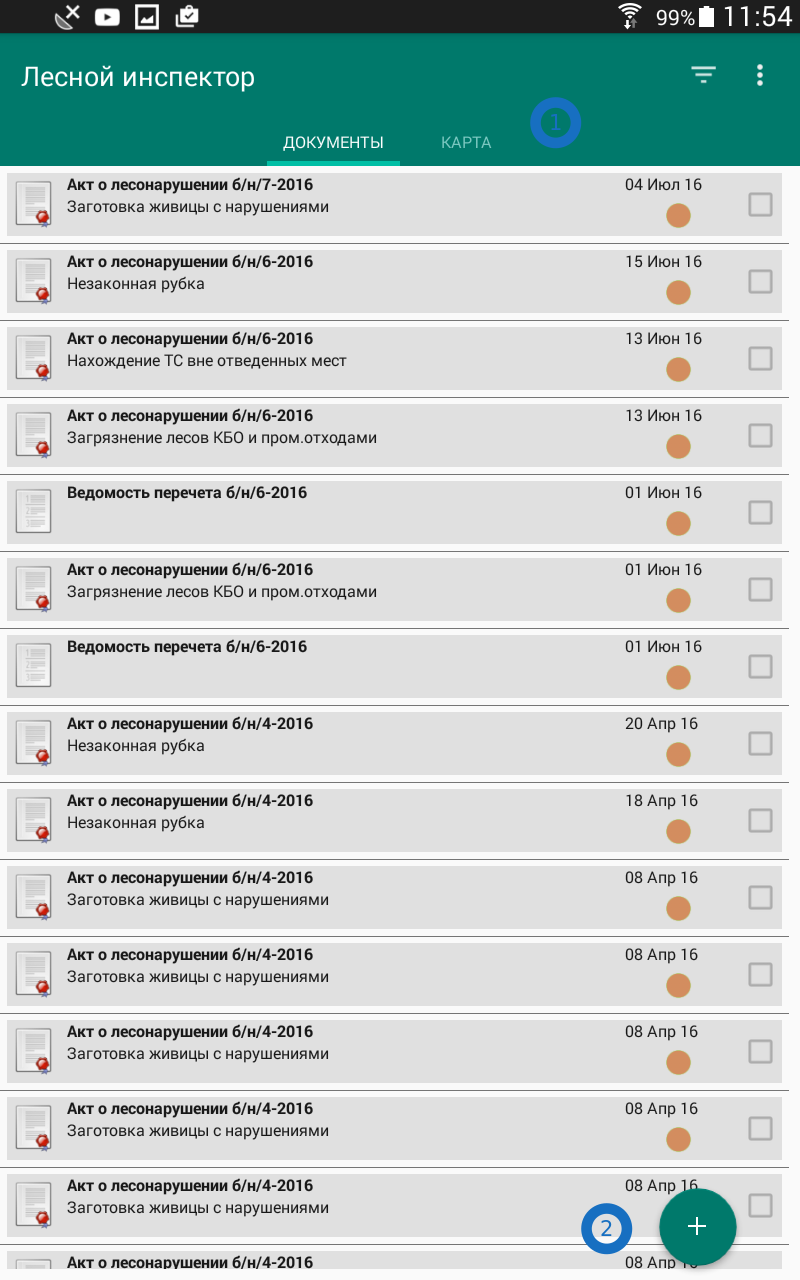 99% 11:54
Лесной инспектор
1
ДОКУМЕНТЫ КАРТА
Акт о лесонарушении б/н/7-2016 04 Июл 16
Заготовка живицы с нарушениями
Акт о лесонарушении б/н/6-2016 15 Июн 16
Незаконная рубка
Акт о лесонарушении б/н/6-2016 13 Июн 16
Нахождение ТС вне отведенных мест
Акт о лесонарушении б/н/6-2016 13 Июн 16
Загрязнение лесов КБО и пром.отходами
Ведомость перечета б/н/6-2016 01 Июн 16
Акт о лесонарушении б/н/6-2016 01 Июн 16
Загрязнение лесов КБО и пром.отходами
Ведомость перечета б/н/6-2016 01 Июн 16
Акт о лесонарушении б/н/4-2016 20 Апр 16
Незаконная рубка
Акт о лесонарушении б/н/4-2016 18 Апр 16
Незаконная рубка
Акт о лесонарушении б/н/4-2016 08 Апр 16
Заготовка живицы с нарушениями
Акт о лесонарушении б/н/4-2016 08 Апр 16
Заготовка живицы с нарушениями
Акт о лесонарушении б/н/4-2016 08 Апр 16
Заготовка живицы с нарушениями
Акт о лесонарушении б/н/4-2016 08 Апр 16
Заготовка живицы с нарушениями
Акт о лесонарушении б/н/4-2016 08 Апр 16
Заготовка живицы с нарушениями
2 +
Акт о лесонарушении б/н/4-2016 08 Апр 16